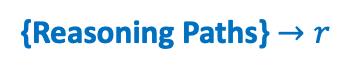 {Reasoning Paths} → r